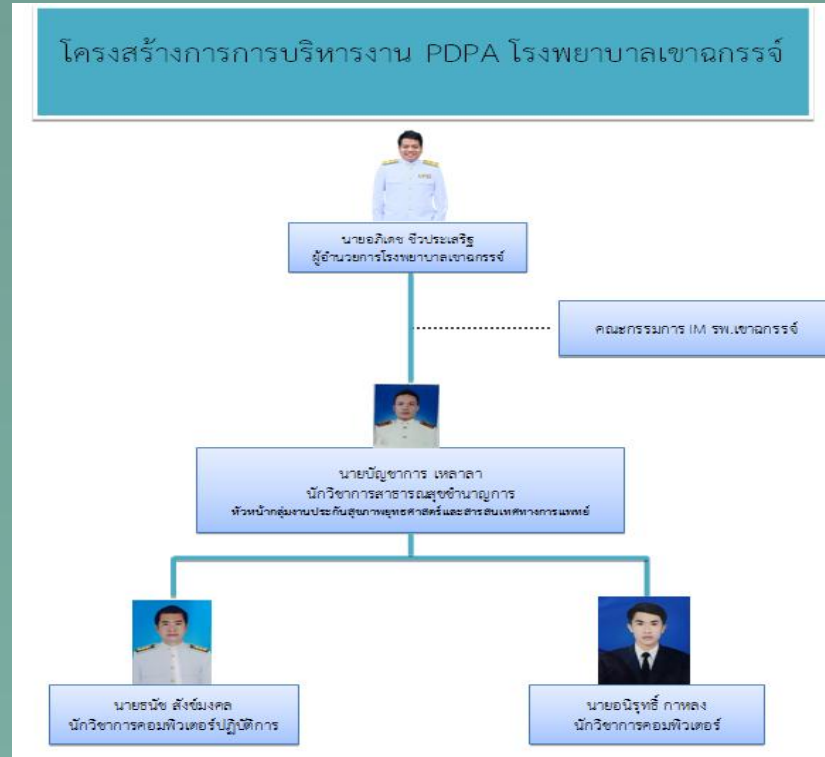 โครงสร้างการการบริหารงาน PDPA โรงพยาบาลเขาฉกรรจ์
นายอภิเดช ชีวประเสริฐ
ผู้อำนวยการโรงพยาบาลเขาฉกรรจ์
คณะกรรมการ IM รพ.เขาฉกรรจ์
นายบัญชาการ เหลาลา
นักวิชาการสาธารณสุขชำนาญการ
หัวหน้ากลุ่มงานประกันสุขภาพยุทธศาสตร์และสารสนเทศทางการแพทย์
นายธนัช สังข์มงคล
นักวิชาการคอมพิวเตอร์ปฏิบัติการ
นายอนิรุทธิ์ กาหลง
นักวิชาการคอมพิวเตอร์